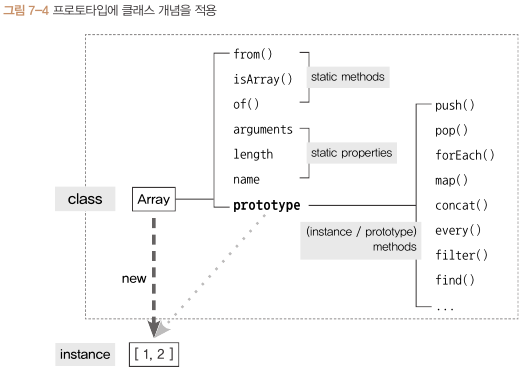 그림 7-4 프로토타입에 클래스 개념을 적용
from()
isArray()
of()
static methods
arguments
length
name
static properties
prototype
class
Array
(instance / prototype)
methods
push()
pop()
forEach()
map()
concat()
every()
filter()
find()
...
new
instance
[ 1, 2 ]